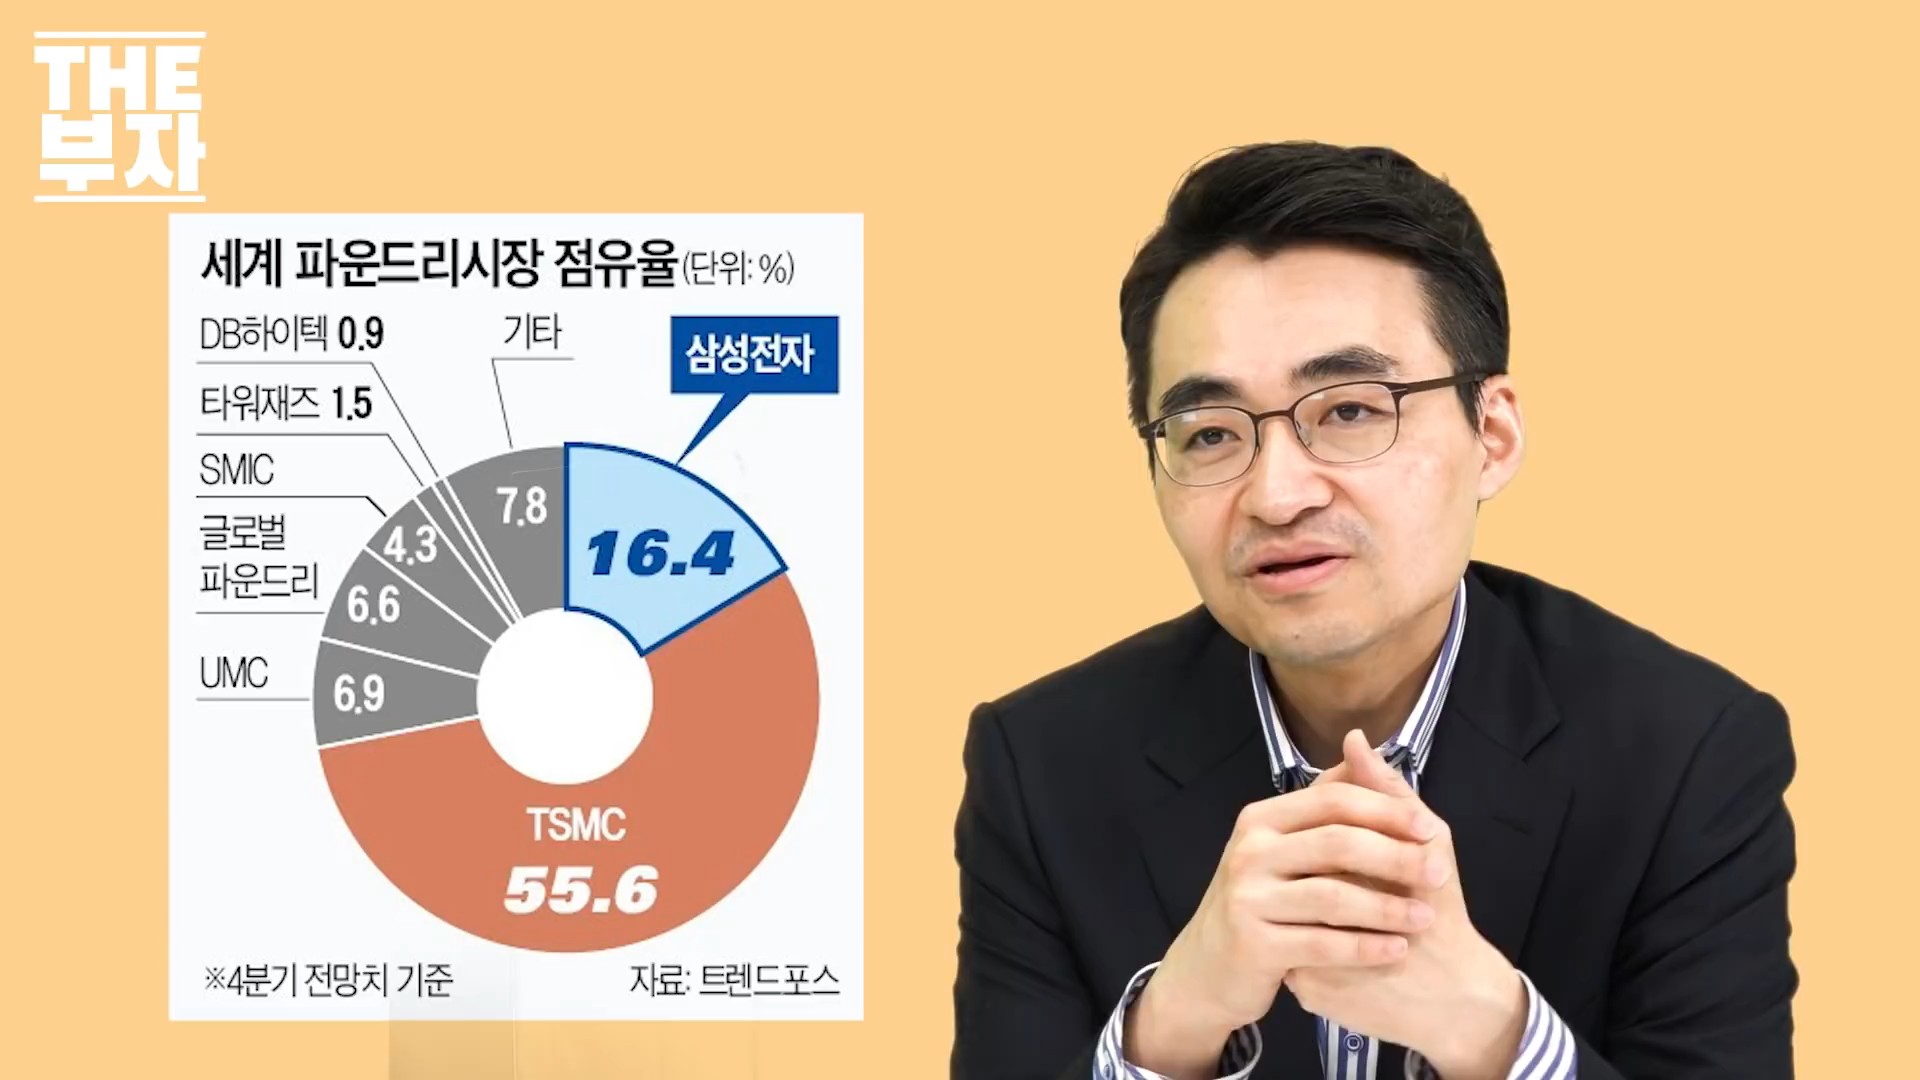 THE
부자
세계 파운드리시장 점유율(단위: %)
DB하이텍 0.9
기타
삼성전자
타워재즈 1.5
SMIC
글로벌
파운드리
UMC
7.8
16.4
4.3
6.6
6.9
TSMC
55.6
※4분기 전망치 기준
자료: 트렌드포스